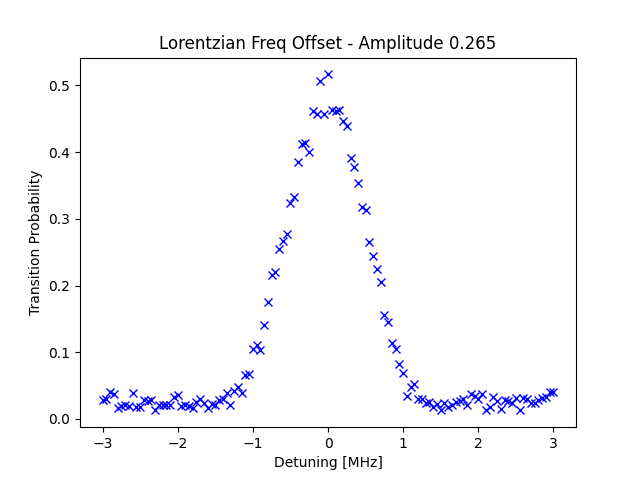 Lorentzian Freq Offset - Amplitude 0.265
Transition Probability
0.5
0.4
0.3
0.2
0.1
0.0
−3 −2 −1 0 1 2 3
Detuning [MHz]